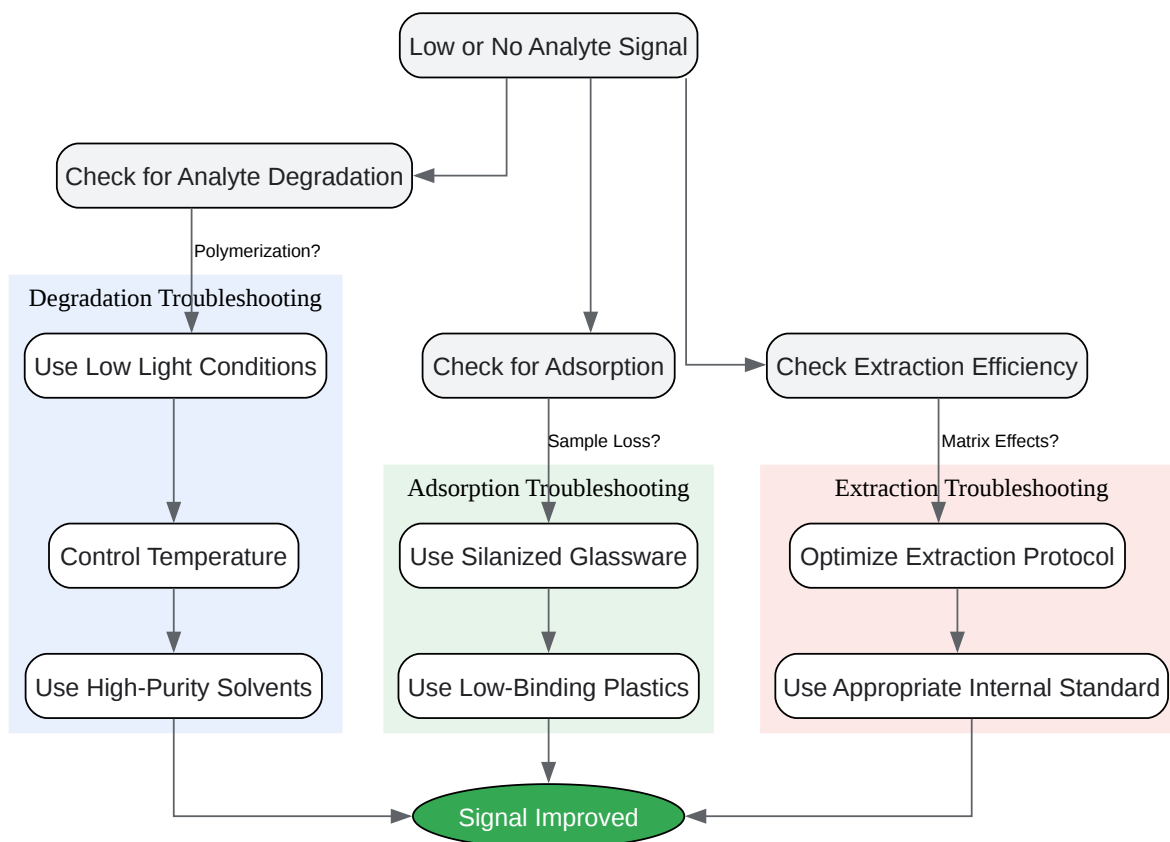 Low or No Analyte Signal
Check for Analyte Degradation
Polymerization?
Degradation Troubleshooting
Use Low Light Conditions
Check for Adsorption
Check Extraction Efficiency
Sample Loss?
Matrix Effects?
Adsorption Troubleshooting
Extraction Troubleshooting
Control Temperature
Use Silanized Glassware
Optimize Extraction Protocol
Use High-Purity Solvents
Use Low-Binding Plastics
Use Appropriate Internal Standard
Signal Improved